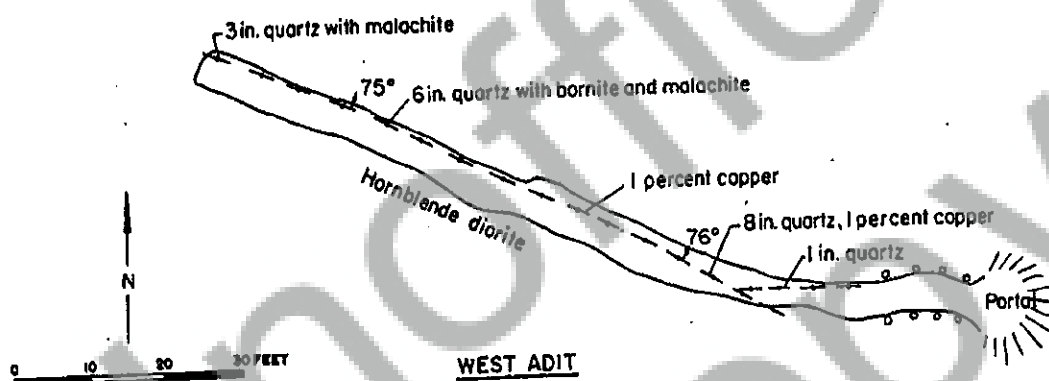 3 in. quartz with malachite
75°
6 in. quartz with bornite and malachite
1 percent copper
Hornblende diorite
76°
8 in. quartz, 1 percent copper
1 in. quartz
N
Portal
0 10 20 30 FEET
WEST ADIT